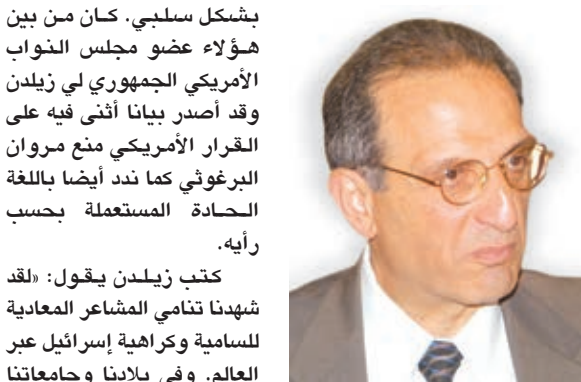 بشكل سلبي. كان من بين
هؤلاء عضو مجلس النواب
الأمريكي الجمهوري لي زيلدن
وقد أصدر بيانا أثنى فيه على
القرار الأمريكي منع مروان
البرغوثي كما ندد أيضا باللغة
الحادة المستعملة بحسب
رأيه.
كتب زيلدن يقول: «لقد
شهدنا تنامي المشاعر المعادية
للسامية وكراهية إسرائيل عبر
العالم. وفي بلادنا وجامعاتنا